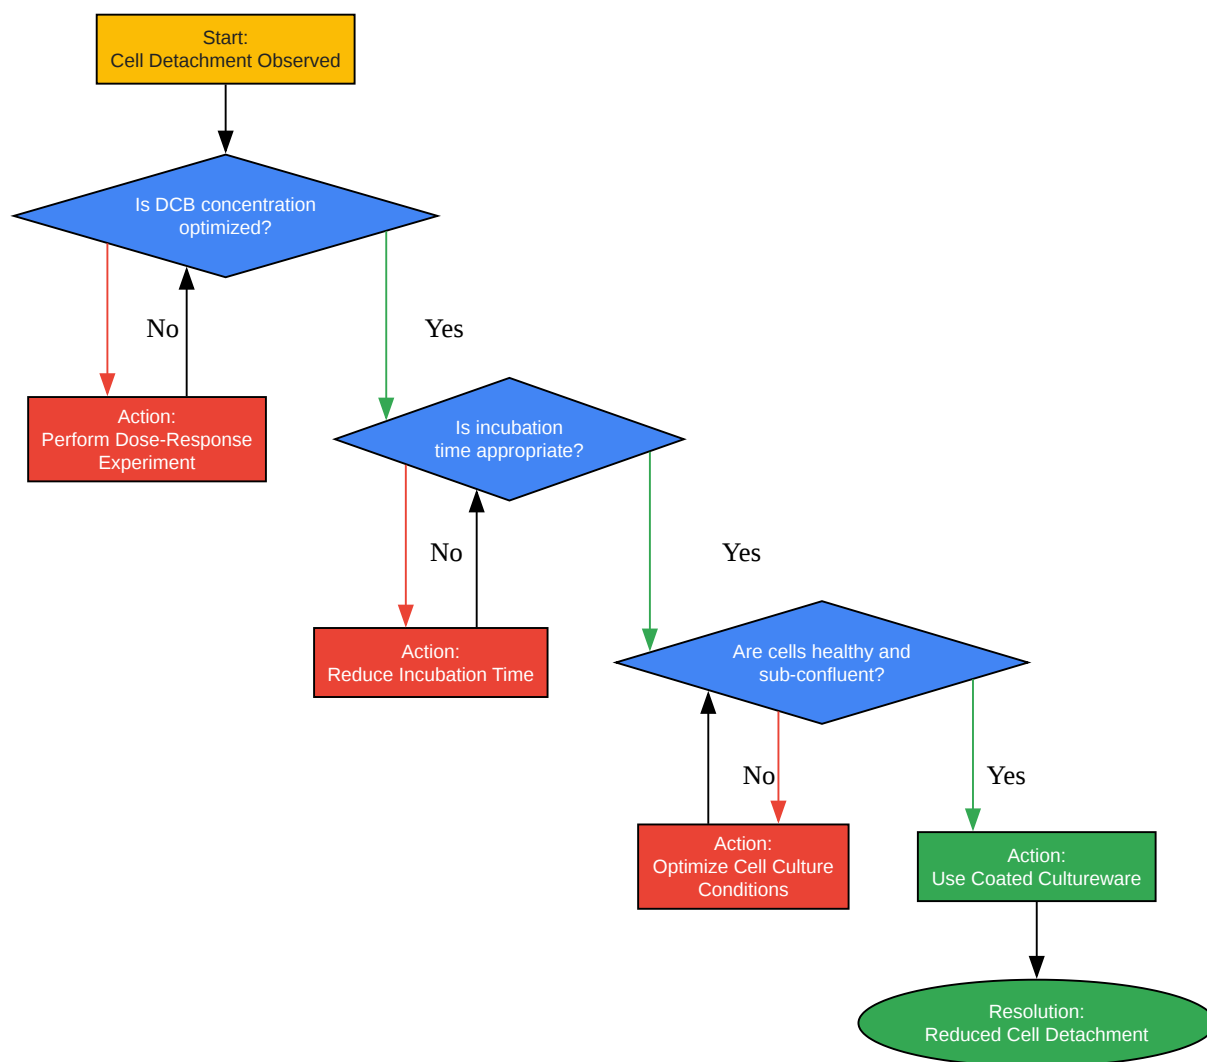 Start:
Cell Detachment Observed
Is DCB concentration
optimized?
No
Yes
Action:
Perform Dose-Response
Experiment
Is incubation
time appropriate?
No
Yes
Action:
Reduce Incubation Time
Are cells healthy and
sub-confluent?
No
Yes
Action:
Optimize Cell Culture
Conditions
Action:
Use Coated Cultureware
Resolution:
Reduced Cell Detachment